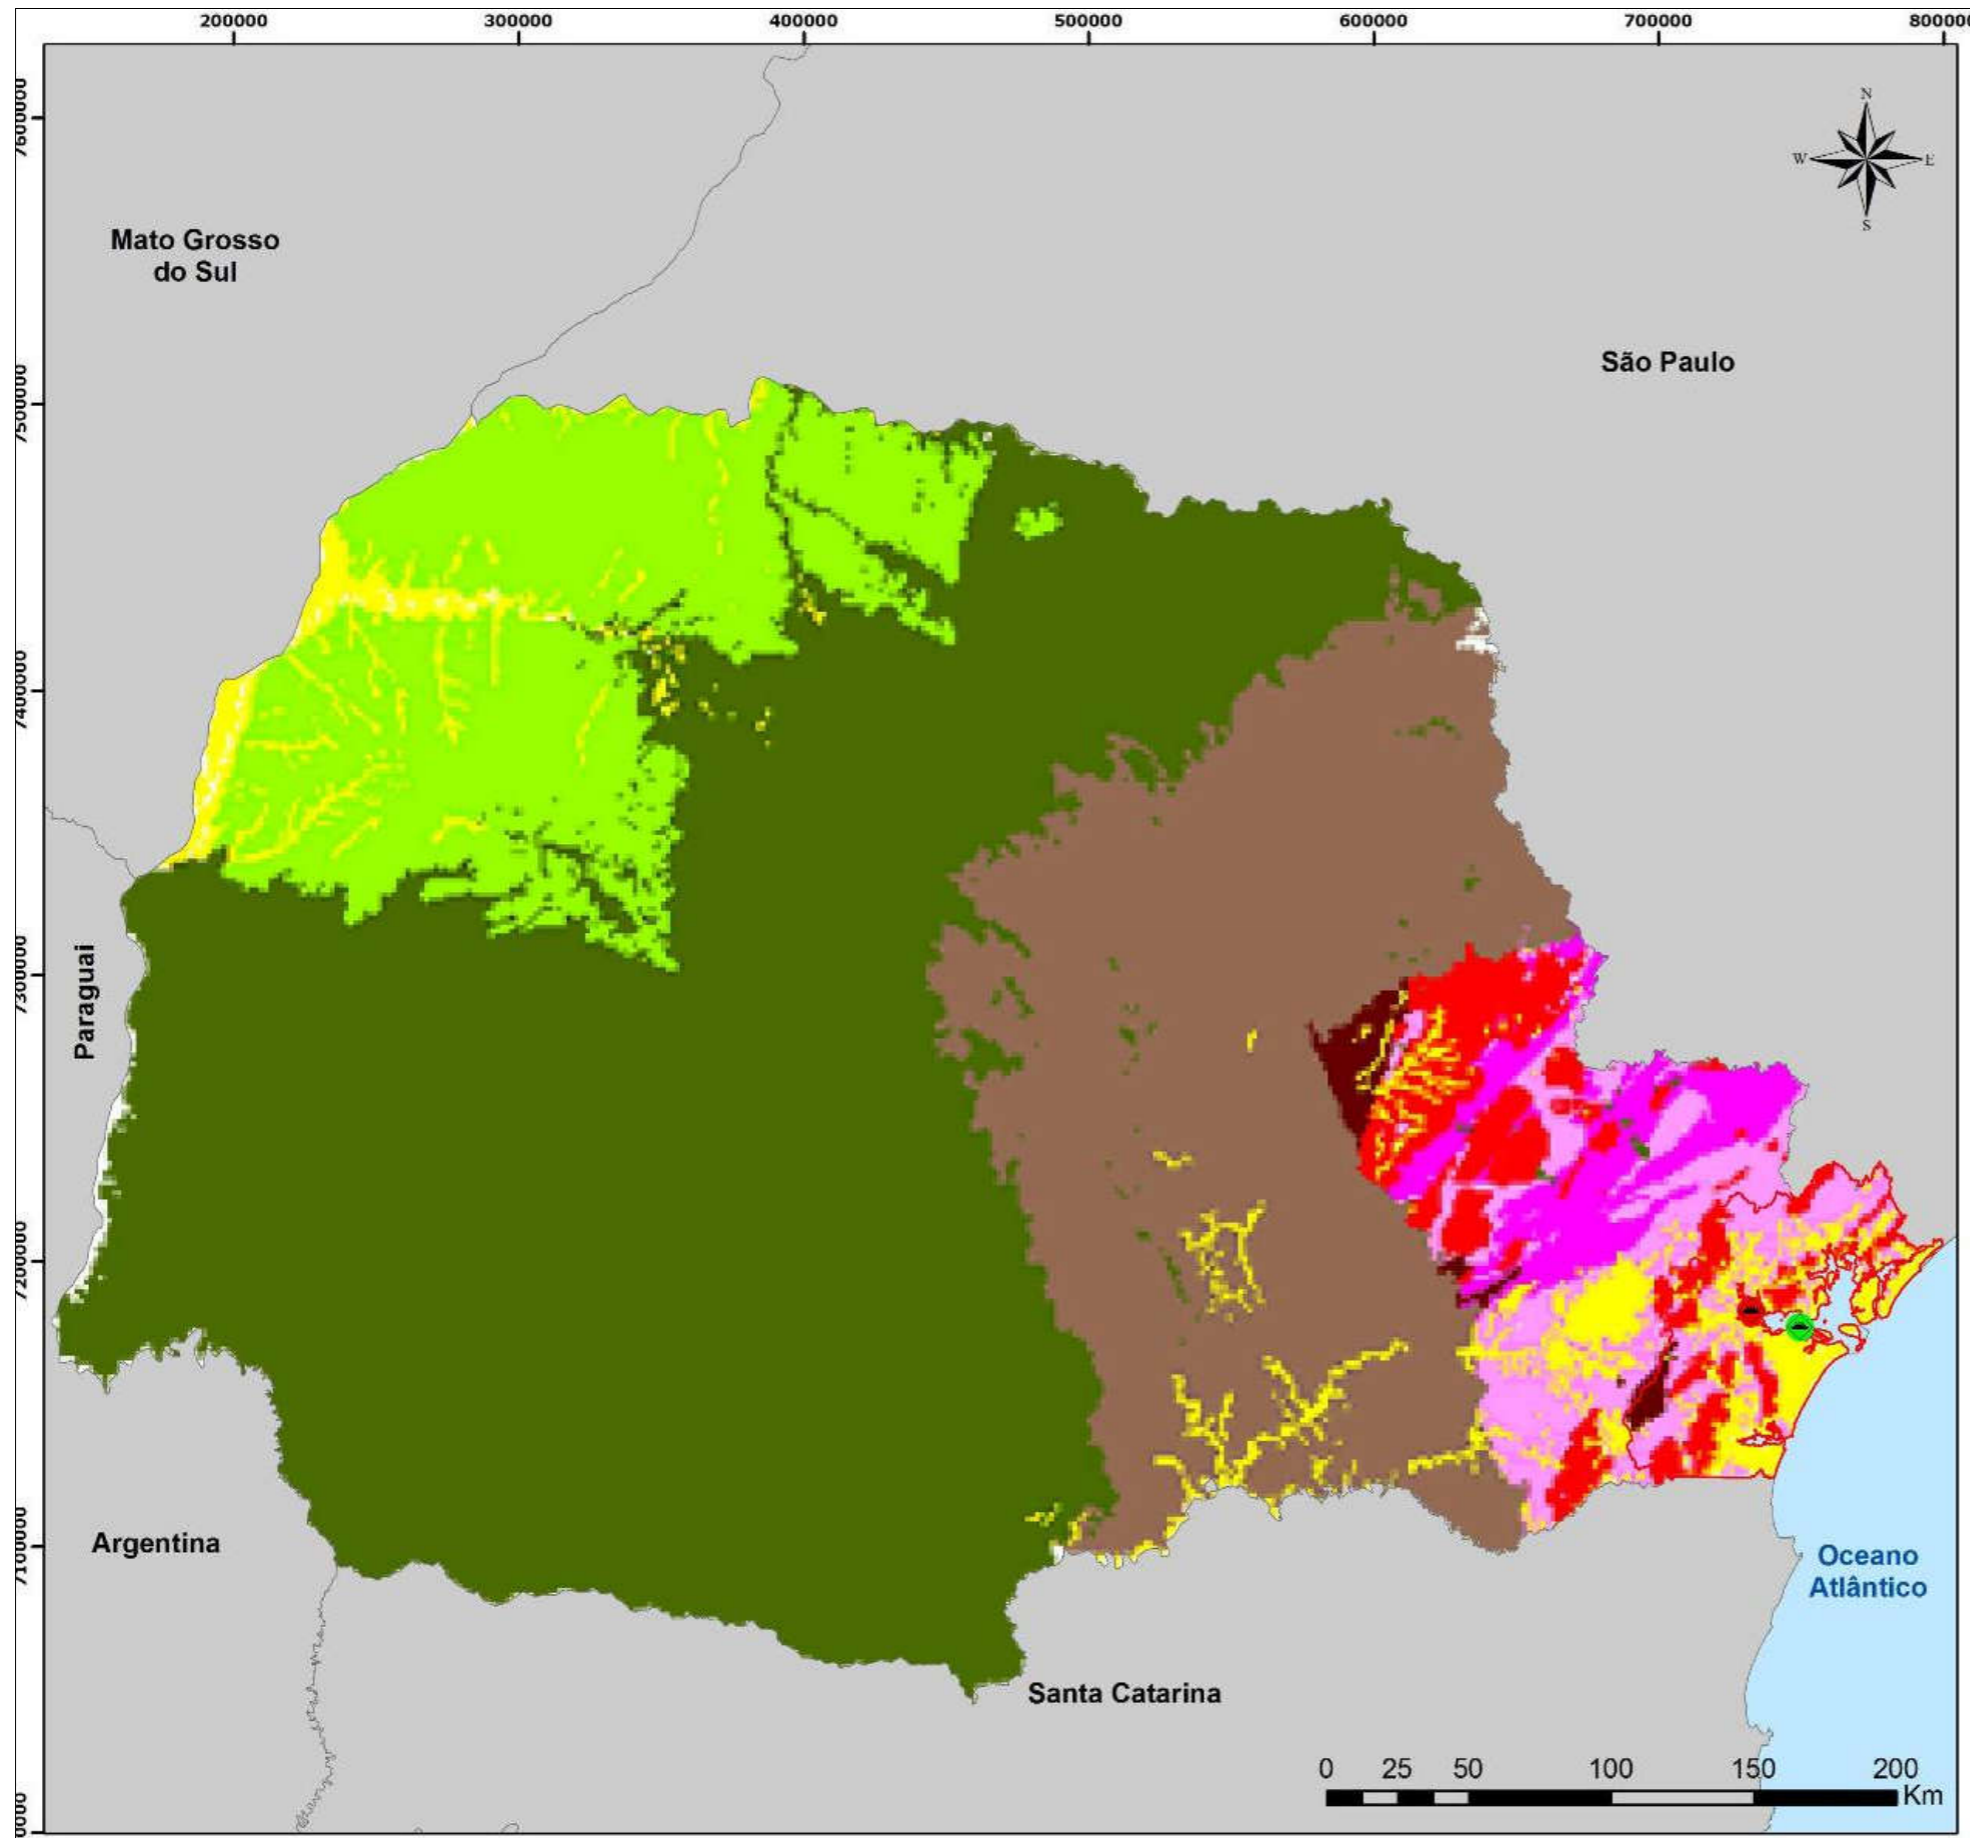 200000 300000 400000 500000 600000 700000
N
W E
S
Mato Grosso
do Sul
São Paulo
7500000
7400000
7300000
Paraguai
7200000
7100000
Argentina
Oceano
Atlântico
Santa Catarina
0 25 50 100 150 200
Km